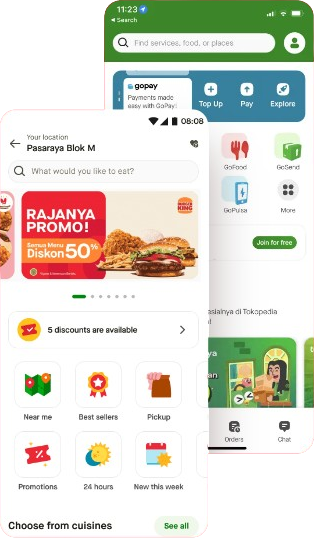 11:23
Search
Find services, food, or places
gopay
Payments made
easy with GoPay!
Top Up
Pay
Explore
GoFood
GoSend
GoPulsa
More
Join for free
di Tokopedia
Orders
Chat
08:08
Your location
Pasaraya Blok M
What would you like to eat?
RAJANYA
PROMO!
Semua Menu
Diskon 50%
BURGER
KING
5 discounts are available
Near me
Best sellers
Pickup
Promotions
24 hours
New this week
Choose from cuisines
See all